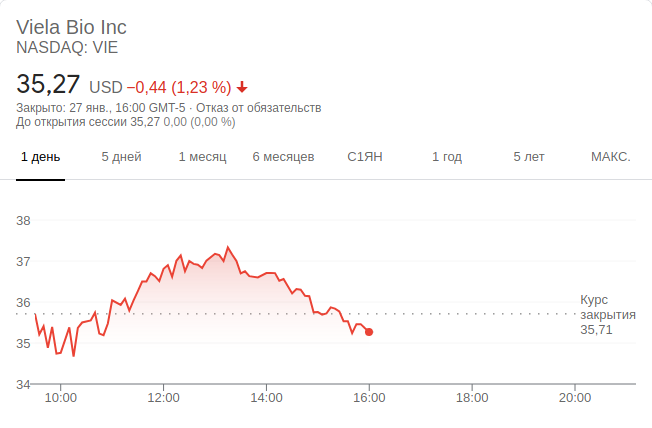 Viela Bio Inc
NASDAQ: VIE
35,27 USD −0,44 (1,23 %)
Закрыто: 27 янв., 16:00 GMT-5 · Отказ от обязательств
До открытия сессии 35,27 0,00 (0,00 %)
1 день 5 дней 1 месяц 6 месяцев С1ЯН 1 год 5 лет МАКС.
38
37
36
35
34
Курс
закрытия
35,71
10:00 12:00 14:00 16:00 18:00 20:00